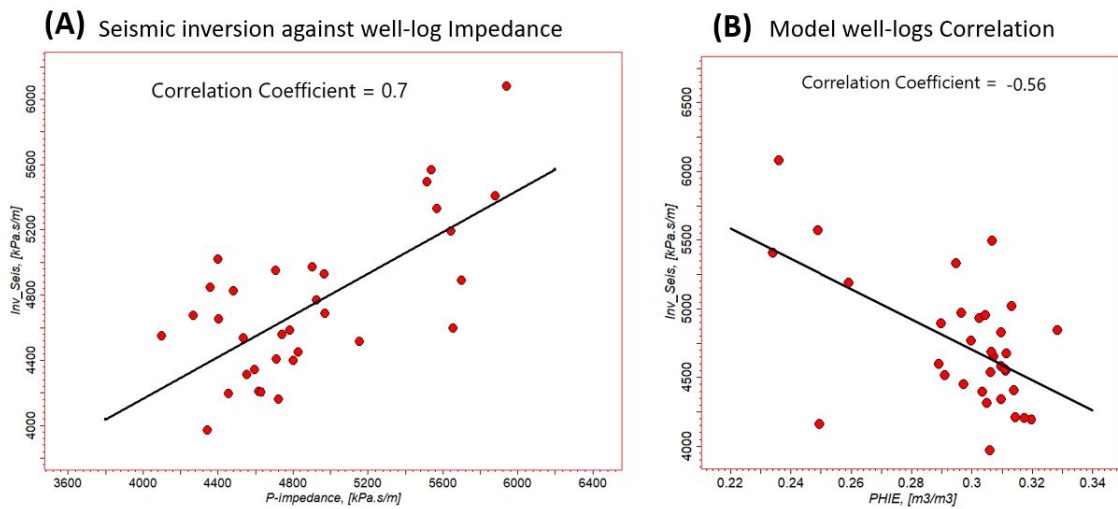 (A) Seismic inversion against well-log Impedance
Correlation Coefficient = 0.7
Inv_Seis, [kPa.s/m]
6000
5600
5200
4800
4400
4000
3600 4000 4400 4800 5200 5600 6000 6400
P-impedance, [kPa.s/m]
(B) Model well-logs Correlation
Correlation Coefficient = -0.56
Inv_Seis, [kPa.s/m]
6500
6000
5500
5000
4500
4000
0.22 0.24 0.26 0.28 0.30 0.32 0.34
PHIE, [m3/m3]